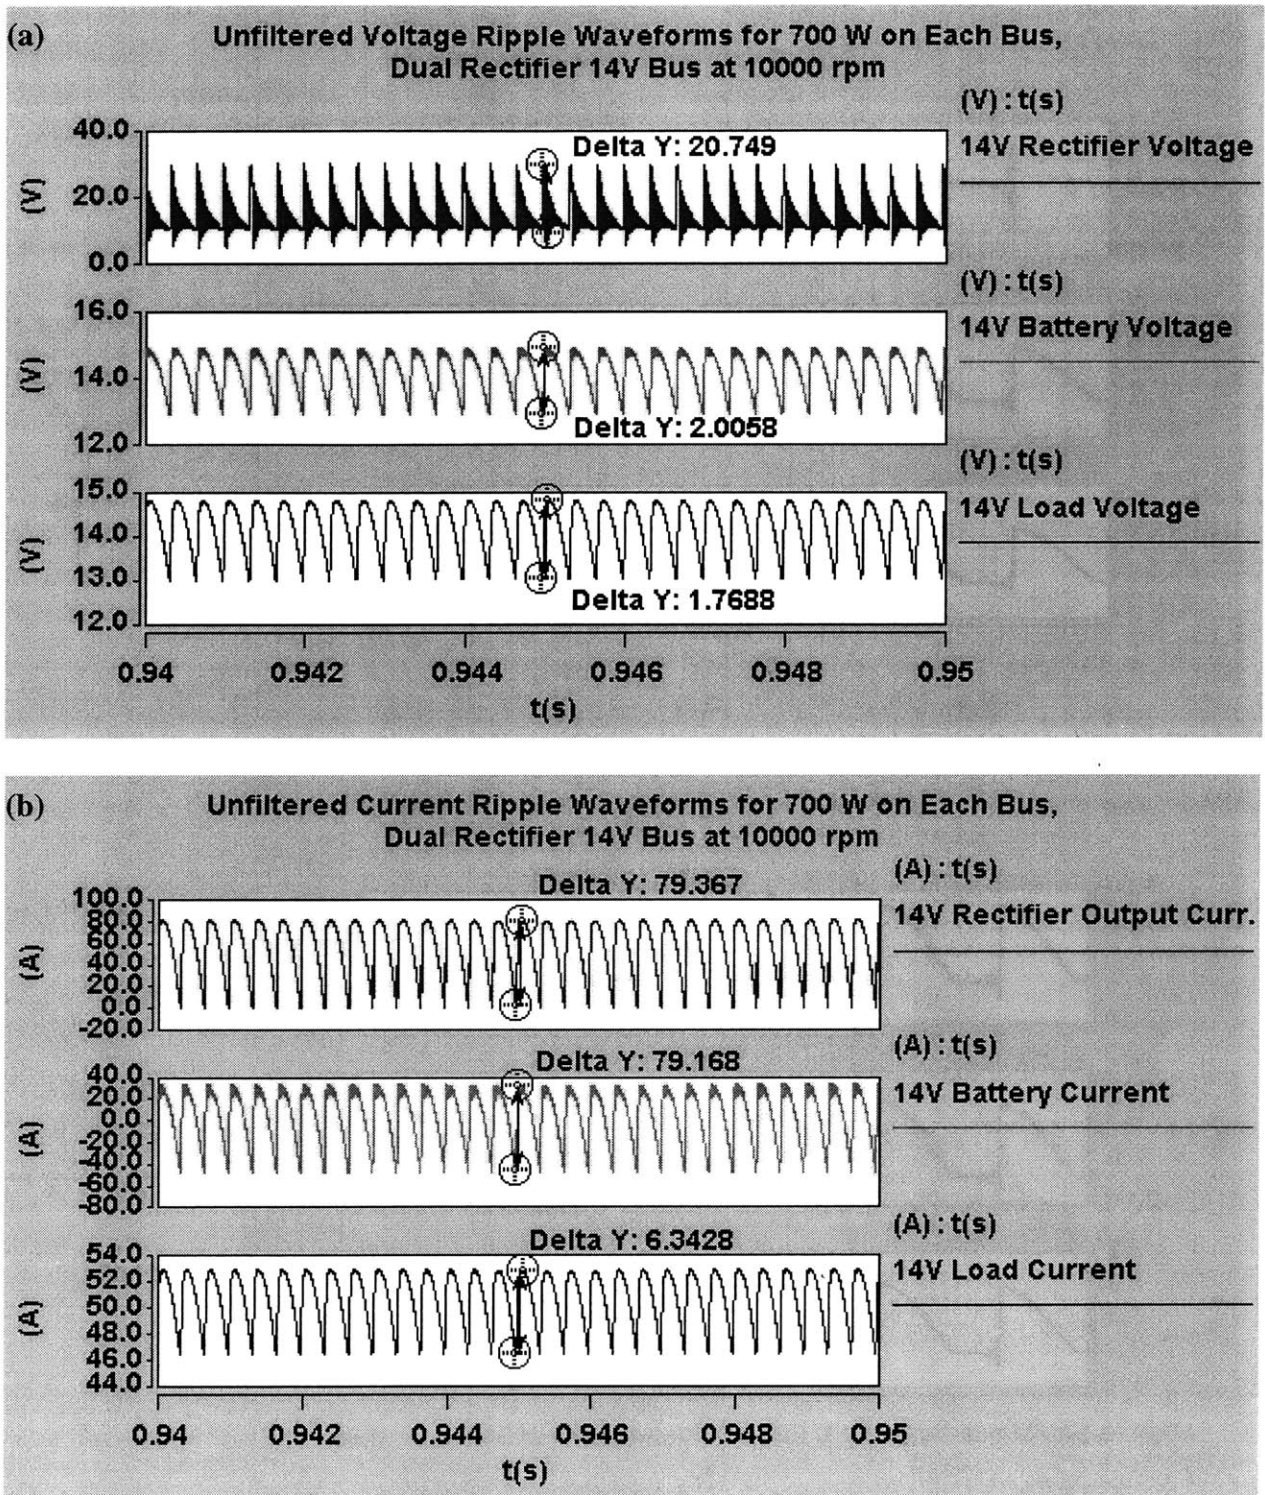 (a)
Unfiltered Voltage Ripple Waveforms for 700 W on Each Bus,
Dual Rectifier 14V Bus at 10000 rpm
(V) : t(s)
14V Rectifier Voltage
40.0
20.0
0.0
(V)
Delta Y: 20.749
(V) : t(s)
14V Battery Voltage
16.0
14.0
12.0
(V)
Delta Y: 2.0058
(V) : t(s)
14V Load Voltage
15.0
14.0
13.0
12.0
(V)
Delta Y: 1.7688
0.94 0.942 0.944 0.946 0.948 0.95
t(s)
(b)
Unfiltered Current Ripple Waveforms for 700 W on Each Bus,
Dual Rectifier 14V Bus at 10000 rpm
(A) : t(s)
14V Rectifier Output Curr.
Delta Y: 79.367
100.0
80.0
60.0
40.0
20.0
0.0
-20.0
(A)
(A) : t(s)
14V Battery Current
Delta Y: 79.168
40.0
20.0
0.0
-20.0
-40.0
-60.0
-80.0
(A)
(A) : t(s)
14V Load Current
Delta Y: 6.3428
54.0
52.0
50.0
48.0
46.0
44.0
(A)
0.94 0.942 0.944 0.946 0.948 0.95
t(s)